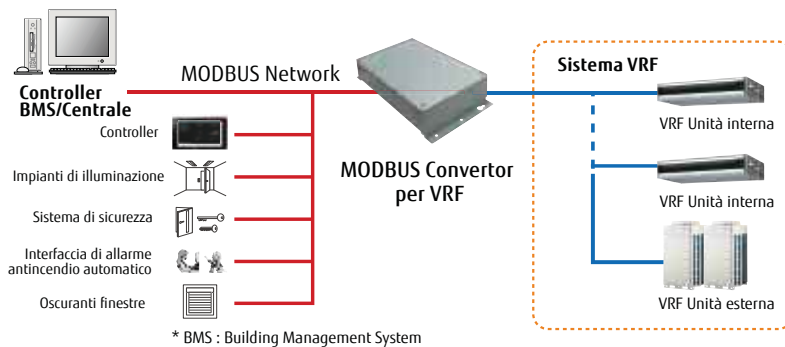 Controller
BMS/Centrale
MODBUS Network
Controller
Impianti di illuminazione
Sistema di sicurezza
Interfaccia di allarme
antincendio automatico
Oscuranti finestre
* BMS : Building Management System
MODBUS Convertor
per VRF
Sistema VRF
VRF Unità interna
VRF Unità interna
VRF Unità esterna